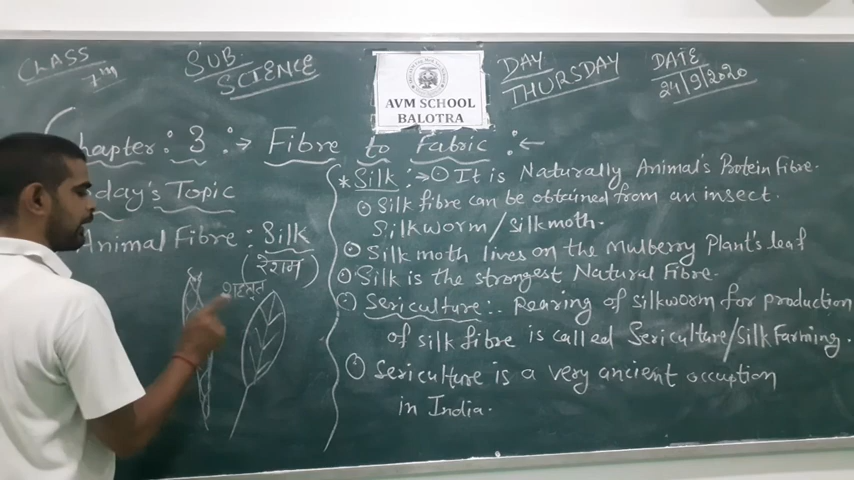 CLASS
7th
SUB.
SCIENCE
AVM SCHOOL
BALOTRA
DAY
THURSDAY
DATE
24/9/2020
Chapter : 3 :→ Fibre to Fabric :←
day's Topic
Animal Fibre : Silk
(रेशम)
शहतूत
* Silk :→ ⊙ It is Naturally Animal's Protein Fibre.
⊙ Silk fibre can be obtained from an insect.
Silkworm / Silkmoth.
⊙ Silk moth lives on the Mulberry Plant's leaf
⊙ Silk is the strongest Natural Fibre.
⊙ Sericulture :. Rearing of silkworm for production
of silk fibre is called Sericulture/Silk Farming.
⊙ Sericulture is a very ancient occuption
in India.